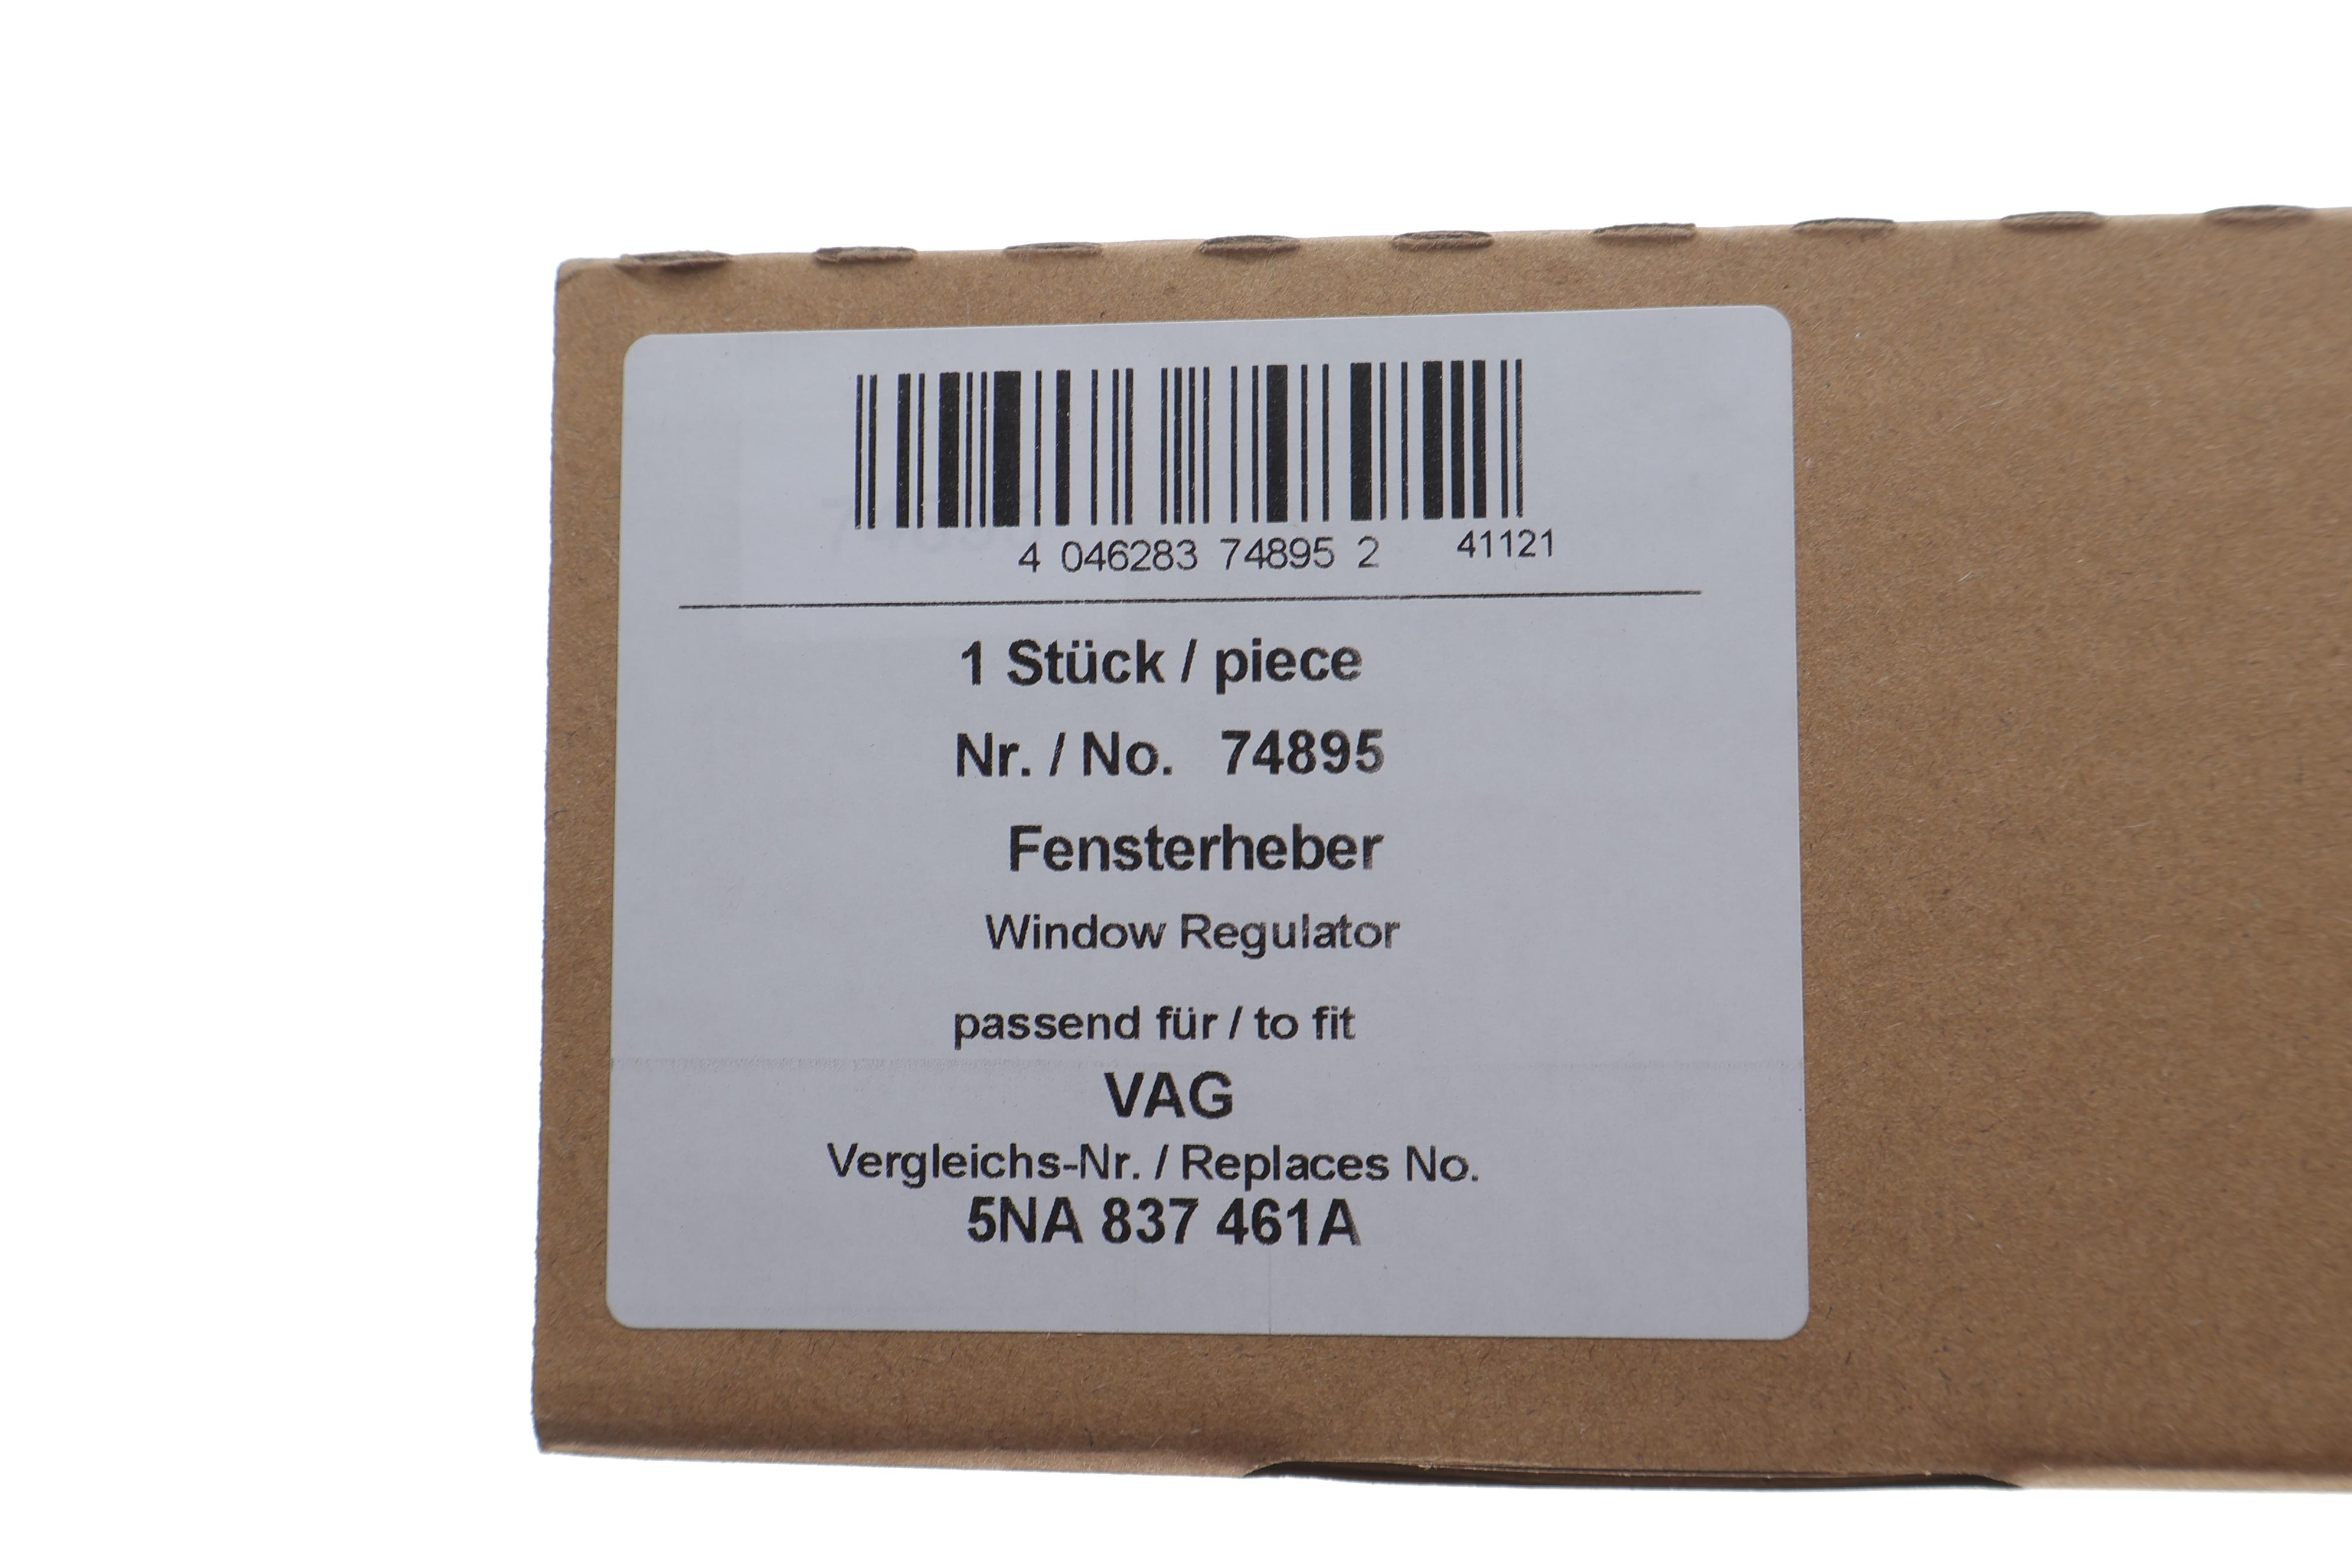 4 046283 74895 2 41121
1 Stück / piece
Nr. / No. 74895
Fensterheber
Window Regulator
passend für / to fit
VAG
Vergleichs-Nr. / Replaces No.
5NA 837 461A